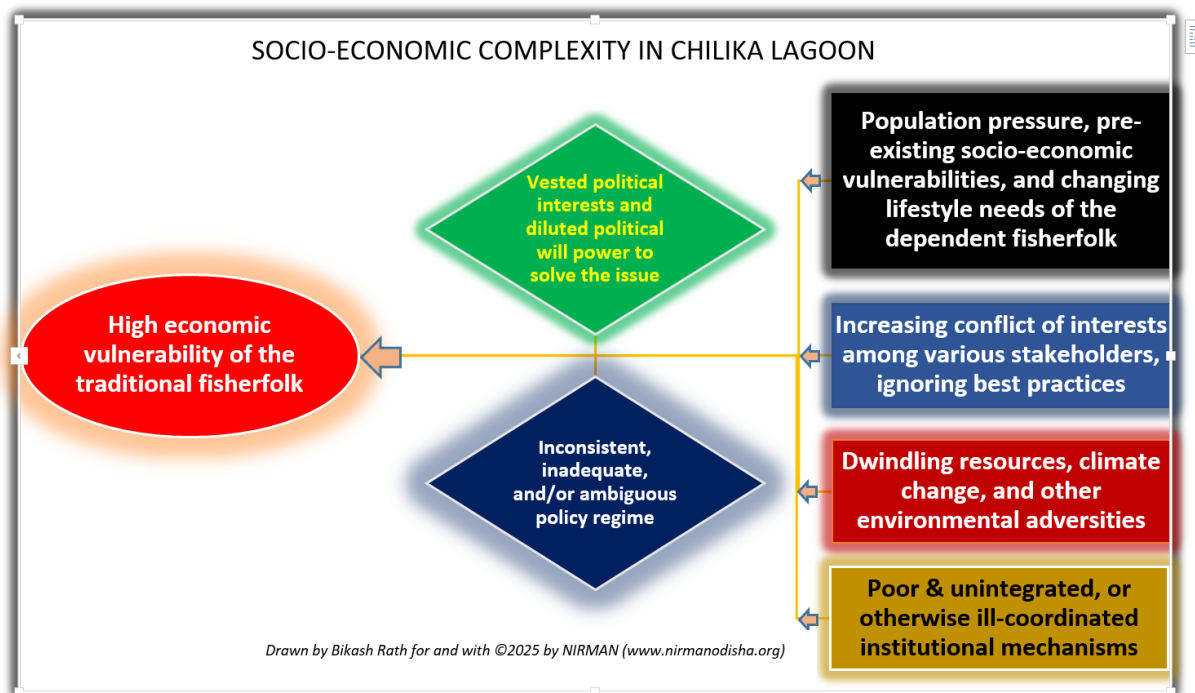 SOCIO-ECONOMIC COMPLEXITY IN CHILIKA LAGOON
Population pressure, pre-
existing socio-economic
vulnerabilities, and changing
lifestyle needs of the
dependent fisherfolk
Vested political
interests and
diluted political
will power to
solve the issue
High economic
vulnerability of the
traditional fisherfolk
Increasing conflict of interests
among various stakeholders,
ignoring best practices
Inconsistent,
inadequate,
and/or ambiguous
policy regime
Dwindling resources, climate
change, and other
environmental adversities
Poor & unintegrated, or
otherwise ill-coordinated
institutional mechanisms
Drawn by Bikash Rath for and with ©2025 by NIRMAN (www.nirmanodisha.org)